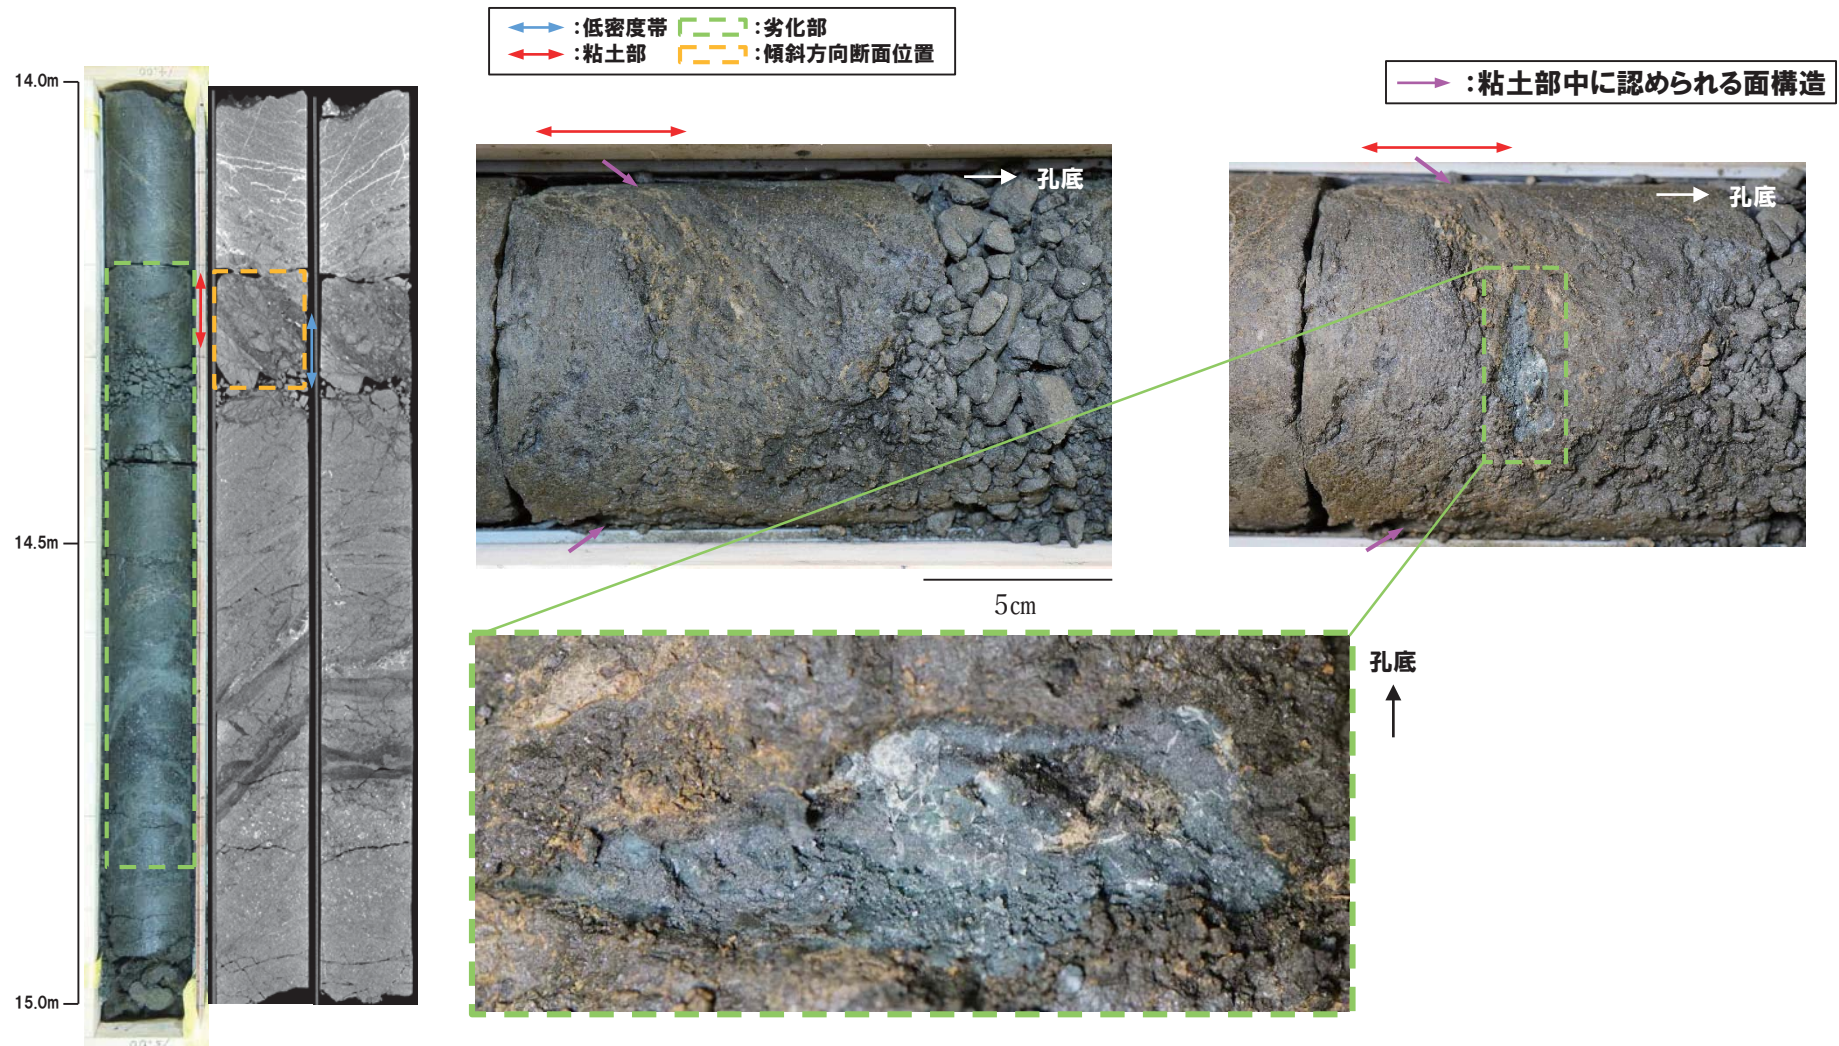 :低密度帯 :劣化部
:粘土部 :傾斜方向断面位置
:粘土部中に認められる面構造
14.0m
14.5m
15.0m
孔底
孔底
5cm
孔底